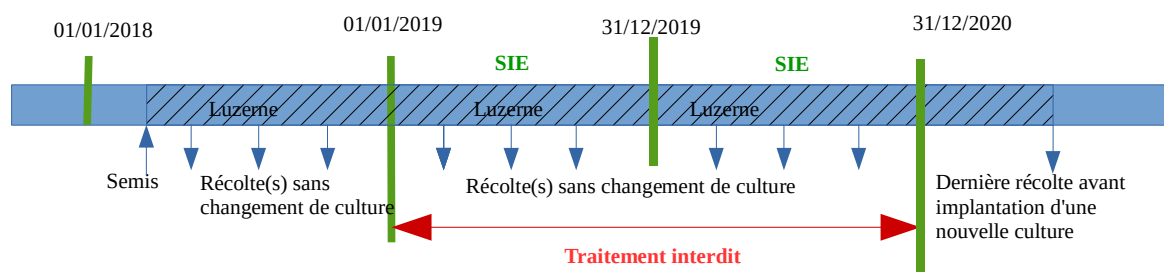 01/01/2018
01/01/2019
31/12/2019
31/12/2020
SIE
SIE
Luzerne
Luzerne
Luzerne
Semis
Récolte(s) sans
changement de culture
Récolte(s) sans changement de culture
Dernière récolte avant
implantation d'une
nouvelle culture
Traitement interdit